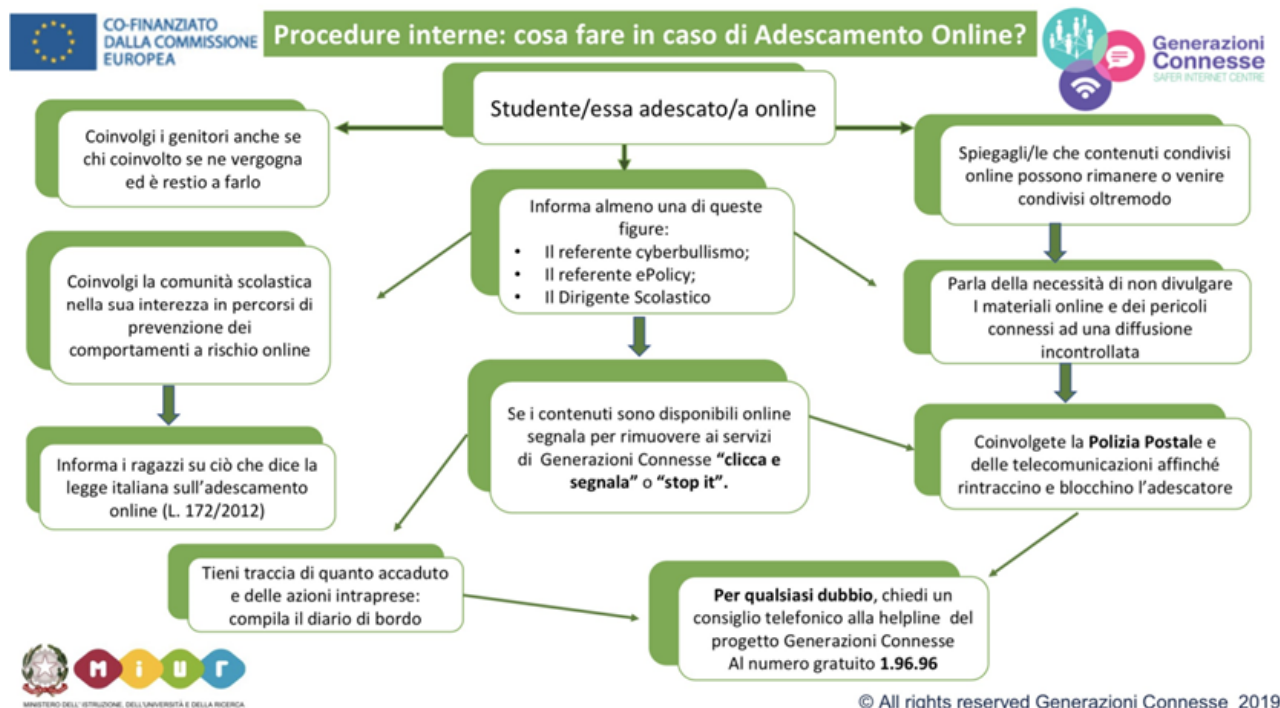 CO-FINANZIATO
DALLA COMMISSIONE
EUROPEA
Procedure interne: cosa fare in caso di Adescamento Online?
Generazioni
Connesse
SAFER INTERNET CENTRE
Studente/essa adescato/a online
Coinvolgi i genitori anche se
chi coinvolto se ne vergogna
ed è restio a farlo
Spiegagli/le che contenuti condivisi
online possono rimanere o venire
condivisi oltremodo
Informa almeno una di queste
figure:
• Il referente cyberbullismo;
• Il referente ePolicy;
• Il Dirigente Scolastico
Coinvolgi la comunità scolastica
nella sua interezza in percorsi di
prevenzione dei
comportamenti a rischio online
Parla della necessità di non divulgare
I materiali online e dei pericoli
connessi ad una diffusione
incontrollata
Se i contenuti sono disponibili online
segnala per rimuovere ai servizi
di Generazioni Connesse “clicca e
segnala” o “stop it”.
Informa i ragazzi su ciò che dice la
legge italiana sull’adescamento
online (L. 172/2012)
Coinvolgete la Polizia Postale e
delle telecomunicazioni affinché
rintraccino e blocchino l’adescatore
Tieni traccia di quanto accaduto
e delle azioni intraprese:
compila il diario di bordo
Per qualsiasi dubbio, chiedi un
consiglio telefonico alla helpline del
progetto Generazioni Connesse
Al numero gratuito 1.96.96
Miur
MINISTERO DELL' ISTRUZIONE, DELL'UNIVERSITÀ E DELLA RICERCA
© All rights reserved Generazioni Connesse 2019